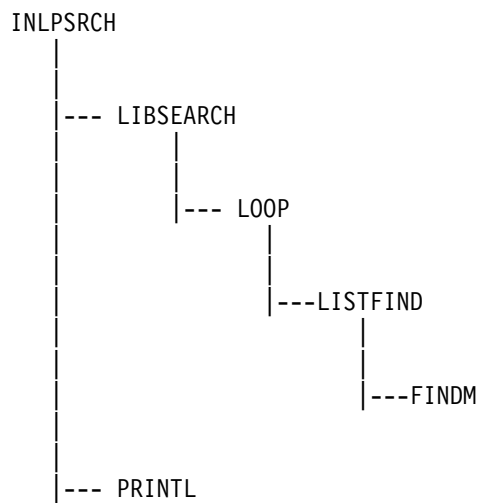 INLPSRCH
|--- LIBSEARCH
|--- LOOP
|---LISTFIND
|---FINDM
|--- PRINTL